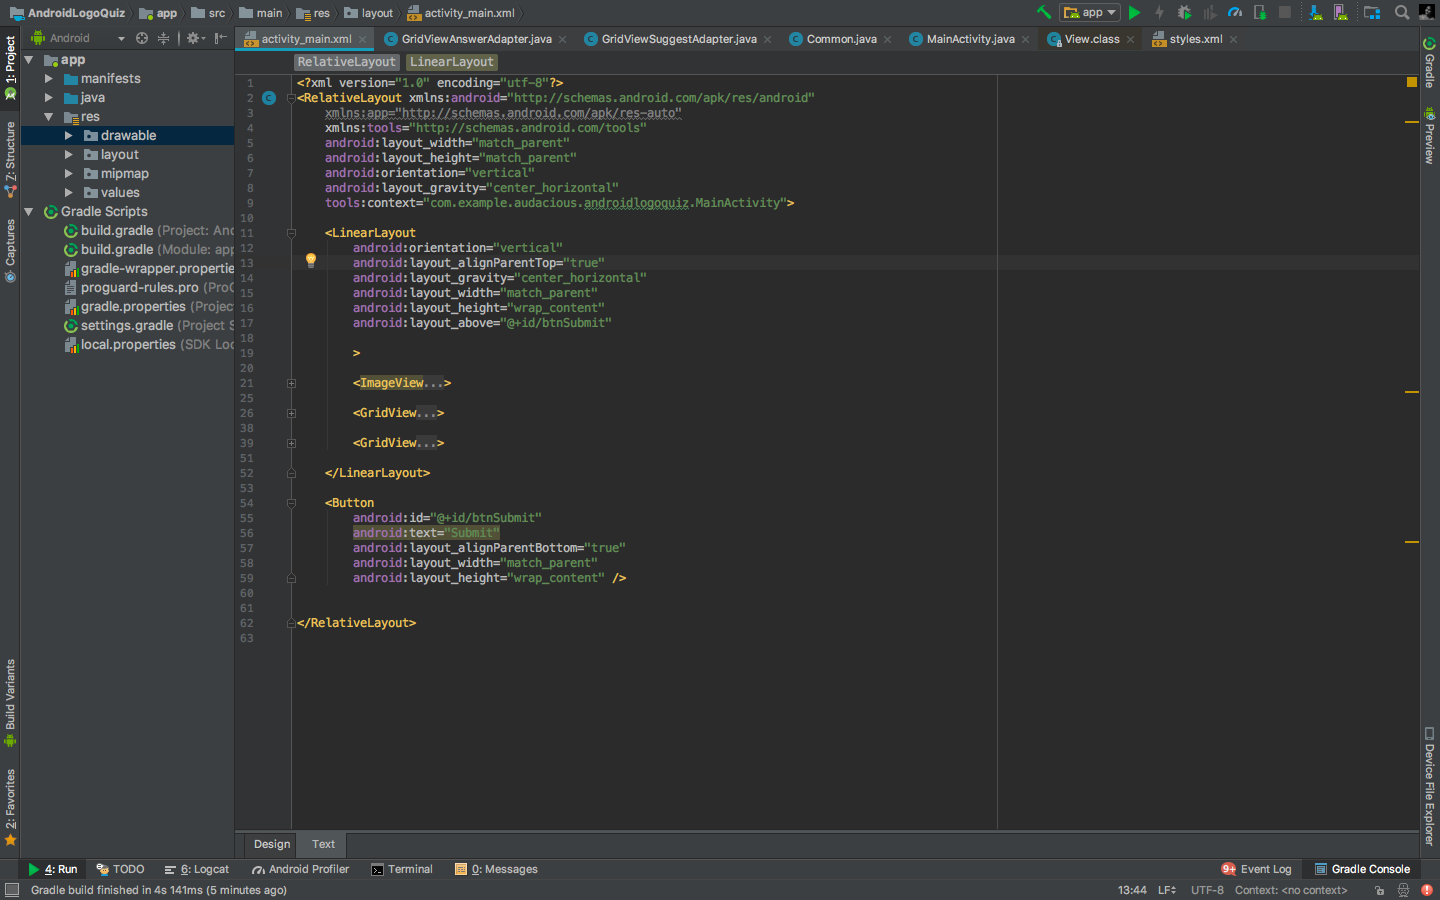 AndroidLogoQuiz app src main res layout activity_main.xml app
Android
activity_main.xml GridViewAnswerAdapter.java GridViewSuggestAdapter.java Common.java MainActivity.java View.class styles.xml
1: Project
7: Structure
Captures
Build Variants
2: Favorites
app
manifests
java
res
drawable
layout
mipmap
values
Gradle Scripts
build.gradle (Project: And
build.gradle (Module: app
gradle-wrapper.propertie
proguard-rules.pro (ProG
gradle.properties (Projec
settings.gradle (Project S
local.properties (SDK Loc
RelativeLayout LinearLayout
1 <?xml version="1.0" encoding="utf-8"?>
2 <RelativeLayout xmlns:android="http://schemas.android.com/apk/res/android"
3 xmlns:app="http://schemas.android.com/apk/res-auto"
4 xmlns:tools="http://schemas.android.com/tools"
5 android:layout_width="match_parent"
6 android:layout_height="match_parent"
7 android:orientation="vertical"
8 android:layout_gravity="center_horizontal"
9 tools:context="com.example.audacious.androidlogoquiz.MainActivity">
10
11 <LinearLayout
12 android:orientation="vertical"
13 android:layout_alignParentTop="true"
14 android:layout_gravity="center_horizontal"
15 android:layout_width="match_parent"
16 android:layout_height="wrap_content"
17 android:layout_above="@+id/btnSubmit"
18
19 >
20
21 <ImageView...>
25
26 <GridView...>
38
39 <GridView...>
51
52 </LinearLayout>
53
54 <Button
55 android:id="@+id/btnSubmit"
56 android:text="Submit"
57 android:layout_alignParentBottom="true"
58 android:layout_width="match_parent"
59 android:layout_height="wrap_content" />
60
61
62 </RelativeLayout>
63
Gradle
Preview
Device File Explorer
Design Text
4: Run TODO 6: Logcat Android Profiler Terminal 0: Messages 9+ Event Log Gradle Console
Gradle build finished in 4s 141ms (5 minutes ago) 13:44 LF UTF-8 Context: <no context>